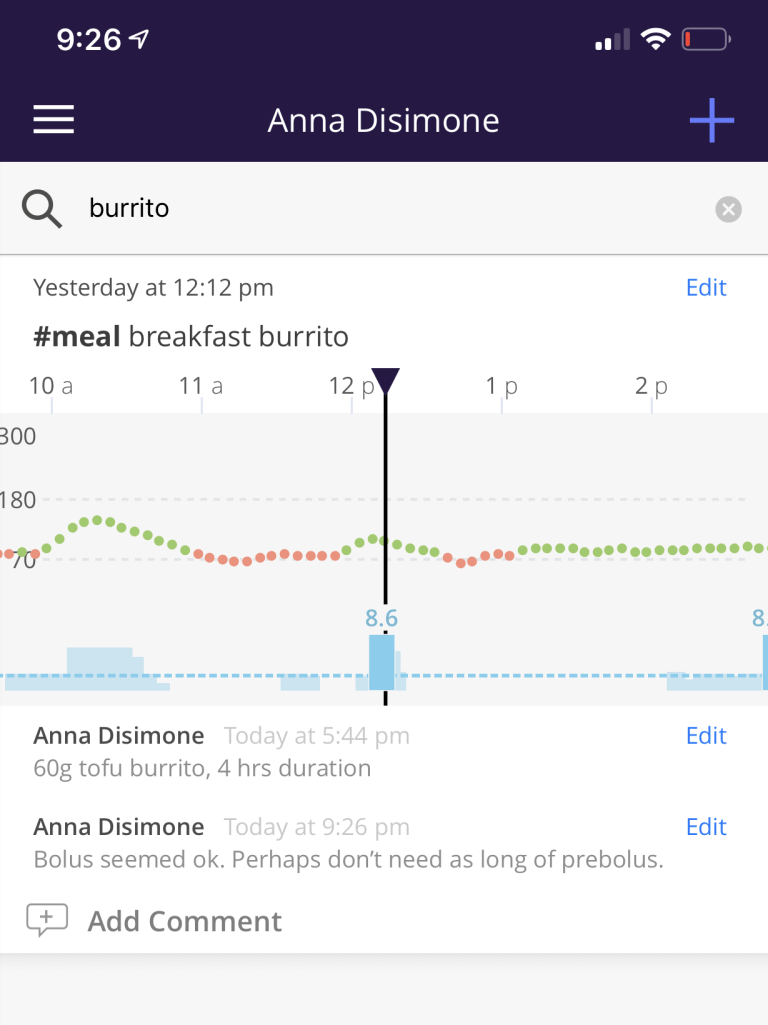 9:26
Anna Disimone
burrito
Yesterday at 12:12 pm Edit
#meal breakfast burrito
10 a 11 a 12 p 1 p 2 p
300
180
70
8.6 8.
Anna Disimone Today at 5:44 pm Edit
60g tofu burrito, 4 hrs duration
Anna Disimone Today at 9:26 pm Edit
Bolus seemed ok. Perhaps don’t need as long of prebolus.
Add Comment